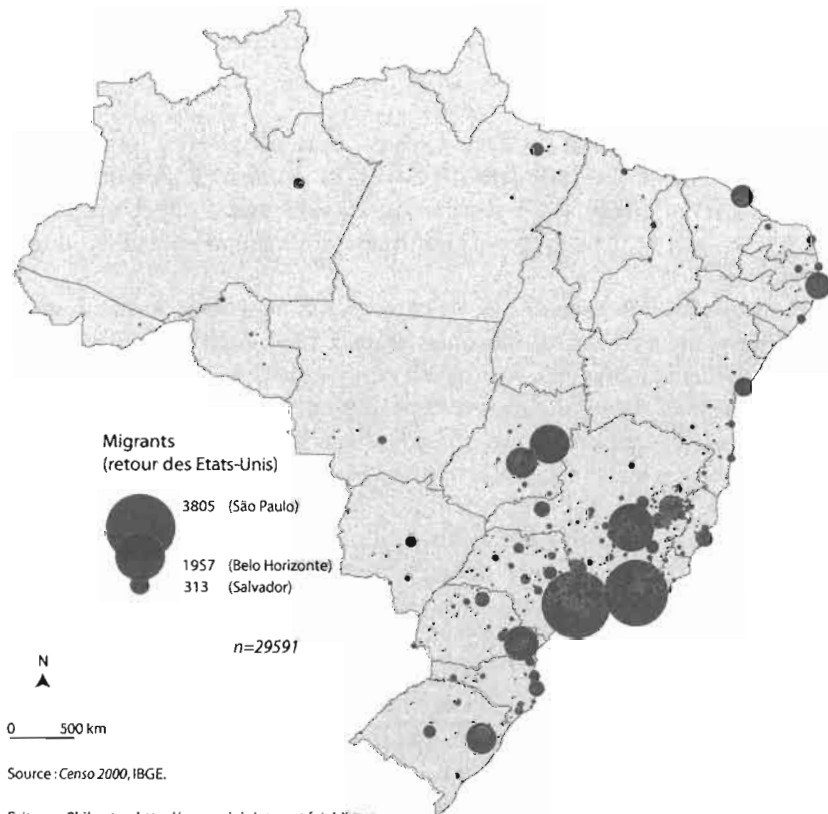 Migrants
(retour des Etats-Unis)
3805 (São Paulo)
1957 (Belo Horizonte)
313 (Salvador)
n=29591
N
0 500 km
Source : Censo 2000, IBGE.